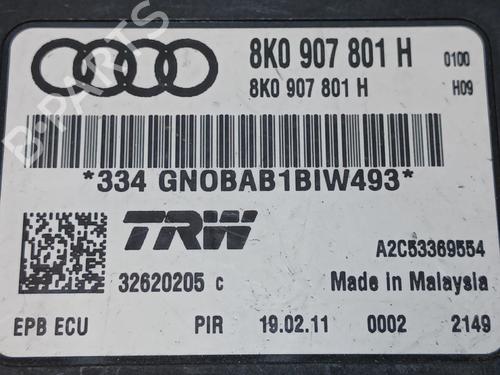 8K0 907 801 H 0100
8K0 907 801 H H09
*334 GNOBAB1BIW493*
TRW
A2C53369554
32620205 C Made in Malaysia
EPB ECU PIR 19.02.11 0002 2149
B-PARTS